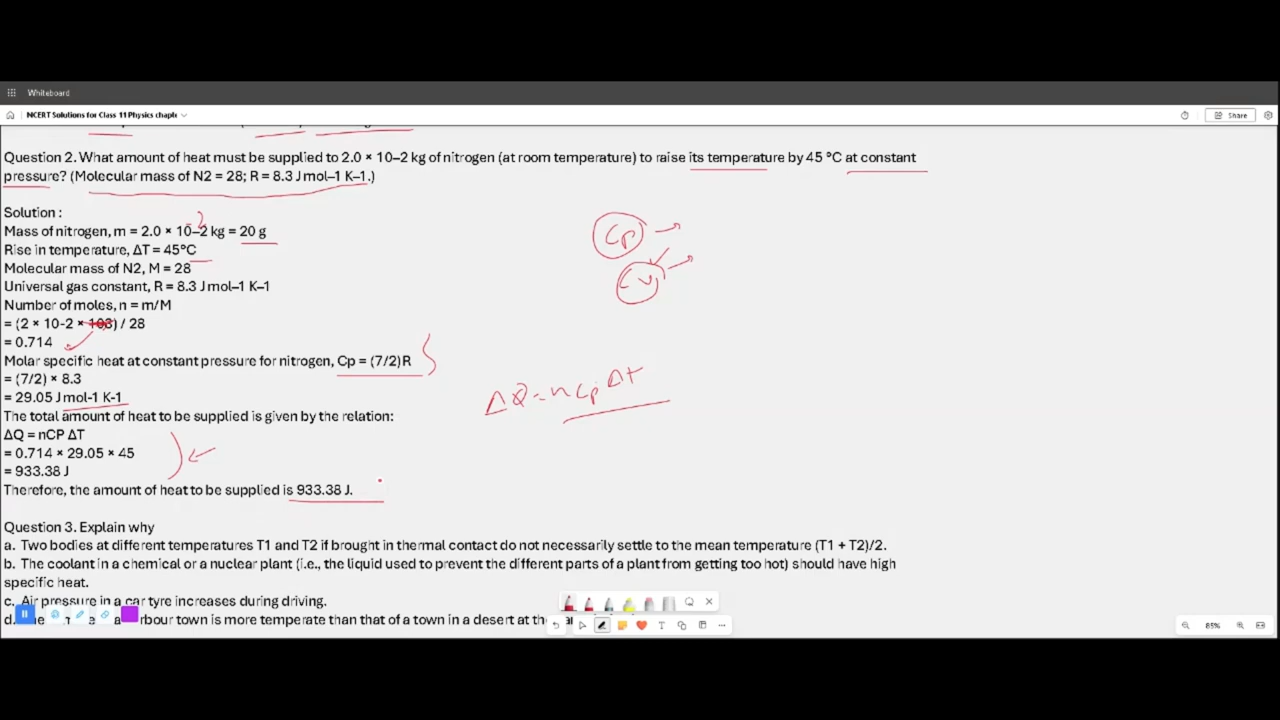 Whiteboard
NCERT Solutions for Class 11 Physics chapte
Share
Question 2. What amount of heat must be supplied to 2.0 × 10–2 kg of nitrogen (at room temperature) to raise its temperature by 45 °C at constant
pressure? (Molecular mass of N2 = 28; R = 8.3 J mol–1 K–1.)
Solution :
-2
Mass of nitrogen, m = 2.0 × 10–2 kg = 20 g
Rise in temperature, ΔT = 45°C
Molecular mass of N2, M = 28
Universal gas constant, R = 8.3 J mol–1 K–1
Number of moles, n = m/M
= (2 × 10-2 × 103) / 28
= 0.714
Molar specific heat at constant pressure for nitrogen, Cp = (7/2)R
= (7/2) × 8.3
= 29.05 J mol-1 K-1
The total amount of heat to be supplied is given by the relation:
ΔQ = nCP ΔT
= 0.714 × 29.05 × 45
= 933.38 J
Therefore, the amount of heat to be supplied is 933.38 J.
Cp
Cv
ΔQ = nCpΔt
Question 3. Explain why
a. Two bodies at different temperatures T1 and T2 if brought in thermal contact do not necessarily settle to the mean temperature (T1 + T2)/2.
b. The coolant in a chemical or a nuclear plant (i.e., the liquid used to prevent the different parts of a plant from getting too hot) should have high
specific heat.
c. Air pressure in a car tyre increases during driving.
d. rbour town is more temperate than that of a town in a desert at the
85%